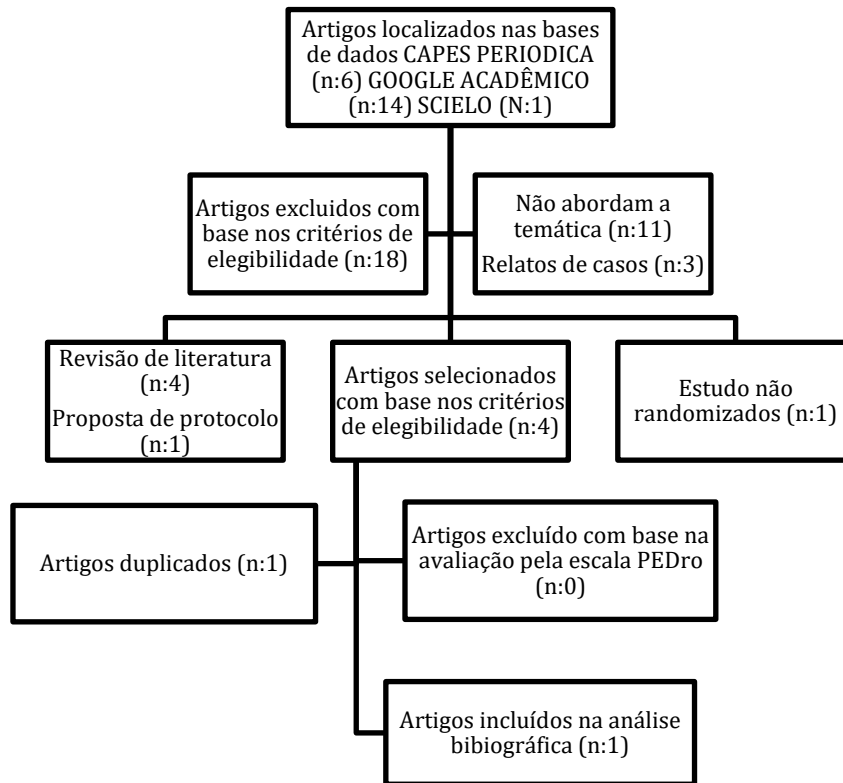 Artigos localizados nas bases
de dados CAPES PERIODICA
(n:6) GOOGLE ACADÊMICO
(n:14) SCIELO (N:1)
Artigos excluidos com
base nos critérios de
elegibilidade (n:18)
Não abordam a
temática (n:11)
Relatos de casos (n:3)
Revisão de literatura
(n:4)
Proposta de protocolo
(n:1)
Artigos selecionados
com base nos critérios
de elegibilidade (n:4)
Estudo não
randomizados (n:1)
Artigos duplicados (n:1)
Artigos excluído com base na
avaliação pela escala PEDro
(n:0)
Artigos incluídos na análise
bibiográfica (n:1)